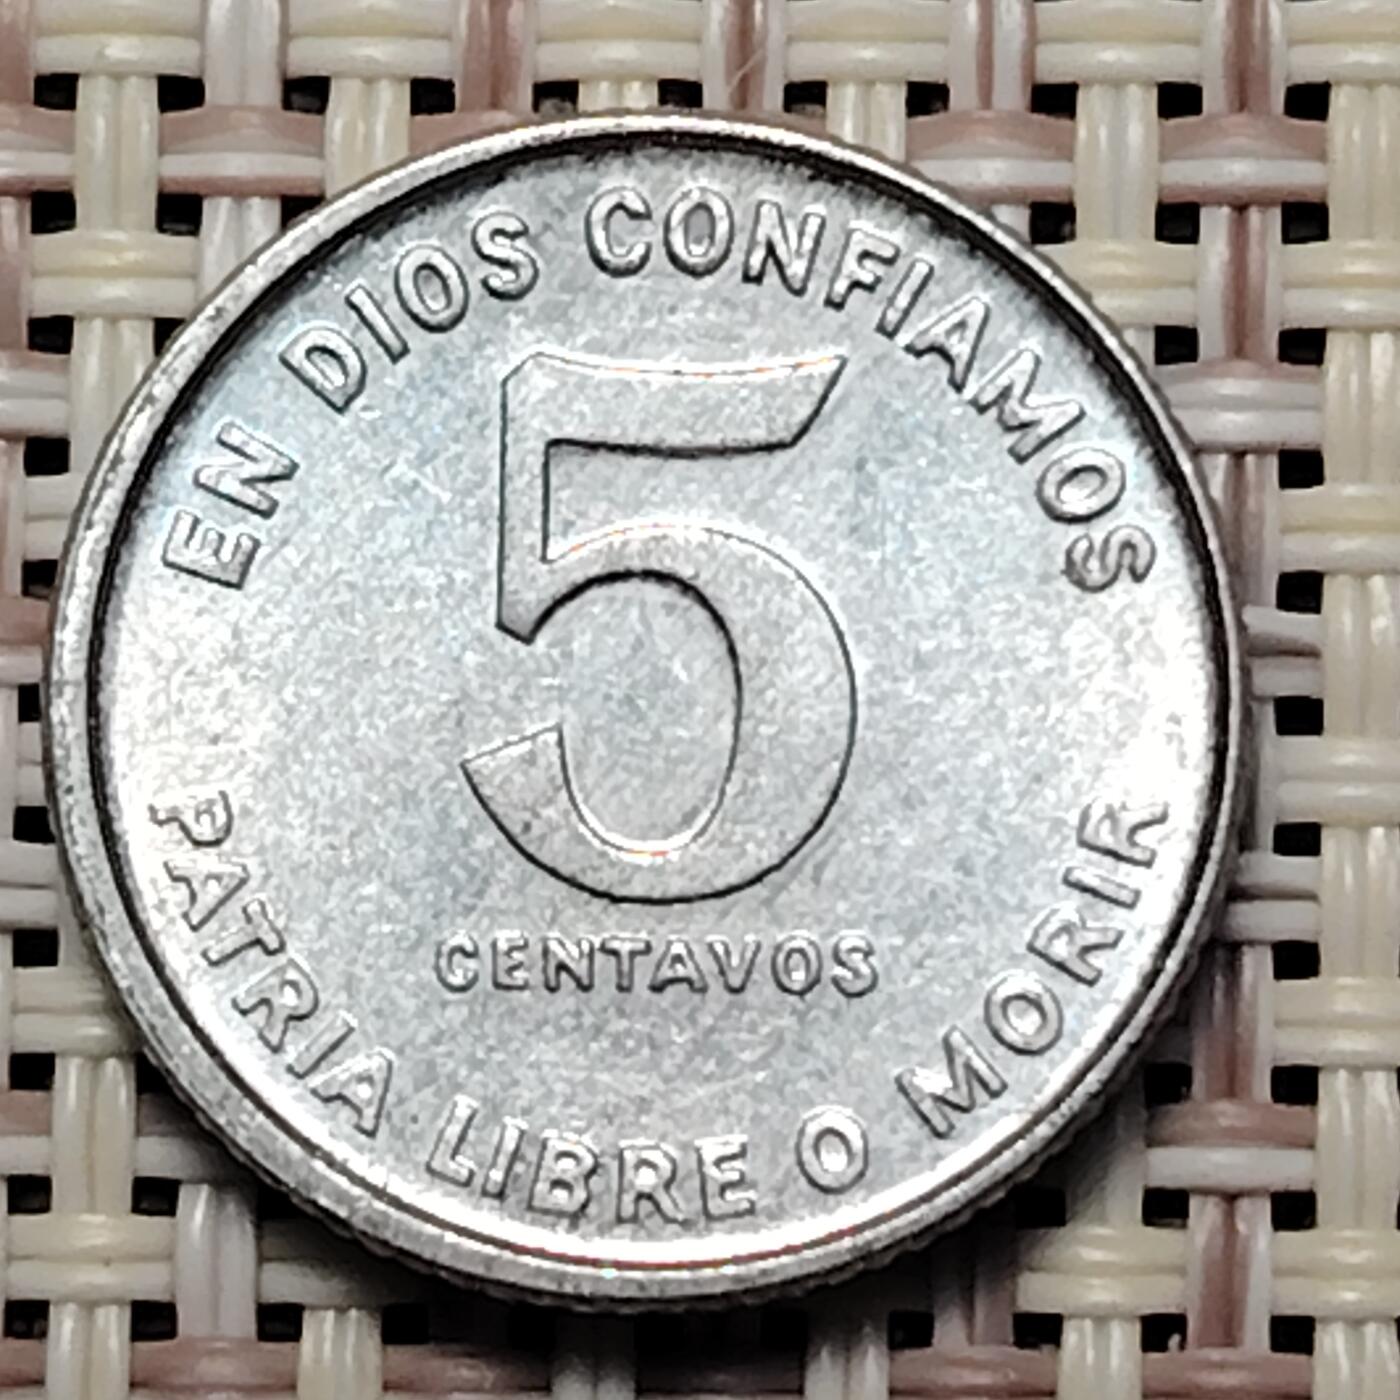 EN DIOS CONFIAMOS
5
CENTAVOS
PATRIA LIBRE O MORIR